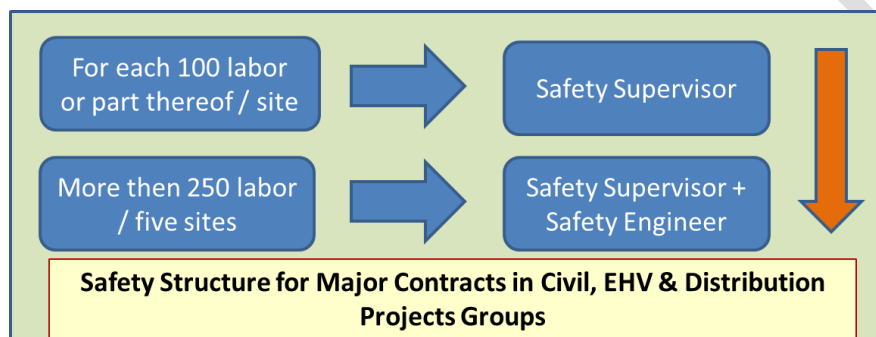 For each 100 labor
or part thereof / site
Safety Supervisor
More then 250 labor
/ five sites
Safety Supervisor +
Safety Engineer
Safety Structure for Major Contracts in Civil, EHV & Distribution
Projects Groups